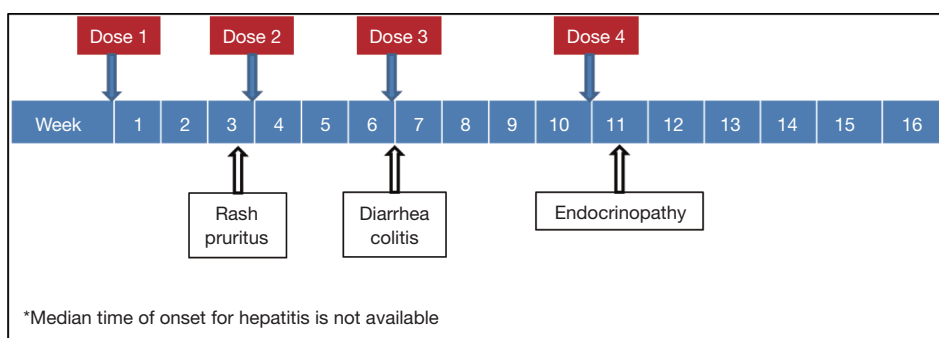 Dose 1 Dose 2 Dose 3 Dose 4
Week 1 2 3 4 5 6 7 8 9 10 11 12 13 14 15 16
Rash
pruritus
Diarrhea
colitis
Endocrinopathy
*Median time of onset for hepatitis is not available